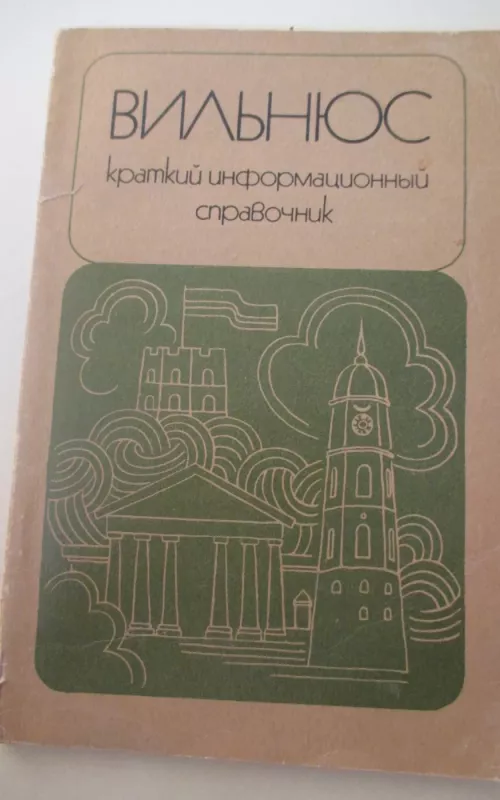 ВИЛЬНЮС
краткий информационный
справочник